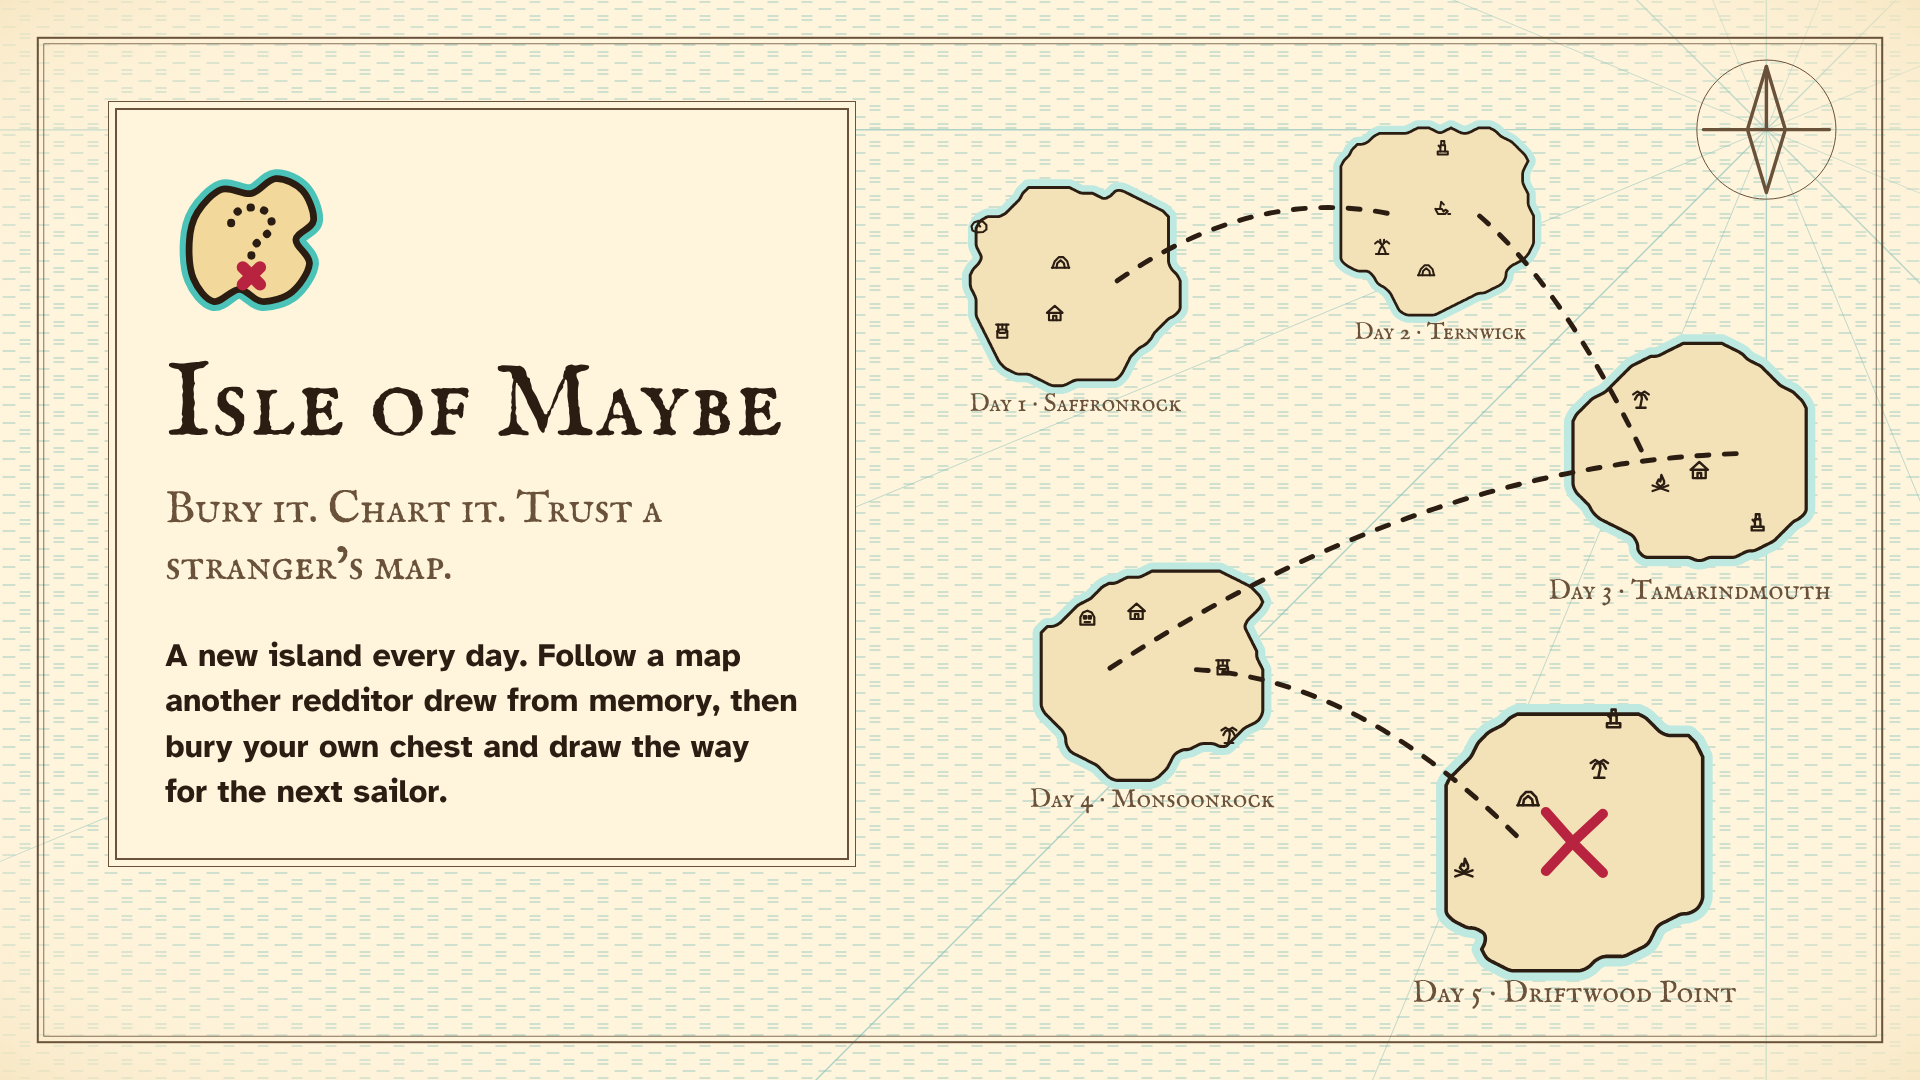 Isle of Maybe
Bury it. Chart it. Trust a
stranger's map.
A new island every day. Follow a map
another redditor drew from memory, then
bury your own chest and draw the way
for the next sailor.
Day 1 · Saffronrock
Day 2 · Ternwick
Day 3 · Tamarindmouth
Day 4 · Monsoonrock
Day 5 · Driftwood Point